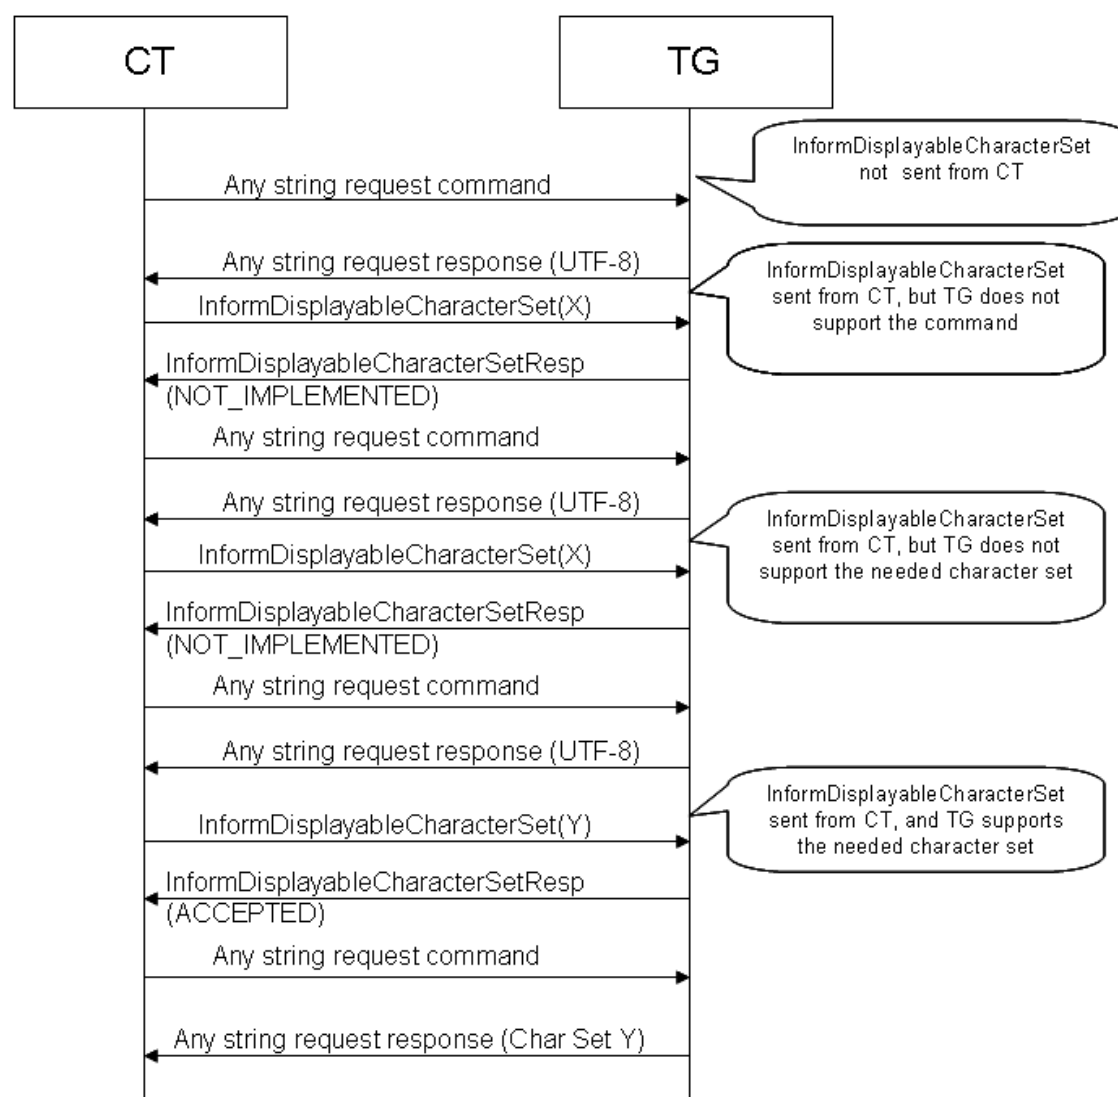 CT
TG
InformDisplayableCharacterSet
not sent from CT
Any string request command
Any string request response (UTF-8)
InformDisplayableCharacterSet
sent from CT, but TG does not
support the command
InformDisplayableCharacterSet(X)
InformDisplayableCharacterSetResp
(NOT_IMPLEMENTED)
Any string request command
Any string request response (UTF-8)
InformDisplayableCharacterSet
sent from CT, but TG does not
support the needed character set
InformDisplayableCharacterSet(X)
InformDisplayableCharacterSetResp
(NOT_IMPLEMENTED)
Any string request command
Any string request response (UTF-8)
InformDisplayableCharacterSet
sent from CT, and TG supports
the needed character set
InformDisplayableCharacterSet(Y)
InformDisplayableCharacterSetResp
(ACCEPTED)
Any string request command
Any string request response (Char Set Y)